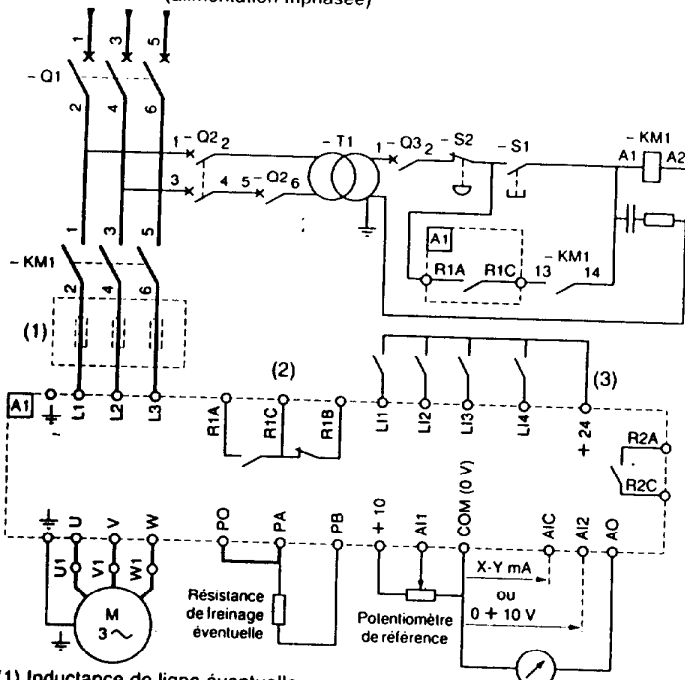 (alimentation triphasée)
1
3
5
- Q1
2
4
6
1 - Q2 2
- T1
1 - Q3 2
- S2
- S1
- KM1
A1
A2
3
4
5 - Q2 6
1
3
5
- KM1
2
4
6
A1
R1A
R1C
13
- KM1
14
(1)
(2)
(3)
A1
L1
L2
L3
R1A
R1C
R1B
LI1
LI2
LI3
LI4
+ 24
R2A
R2C
U
V
W
PO
PA
PB
+ 10
AI1
COM (0 V)
AIC
AI2
AO
U1
V1
W1
X-Y mA
ou
0 + 10 V
M
3 ~
Résistance
de freinage
éventuelle
Potentiomètre
de référence
(1) Inductance de ligne éventuelle